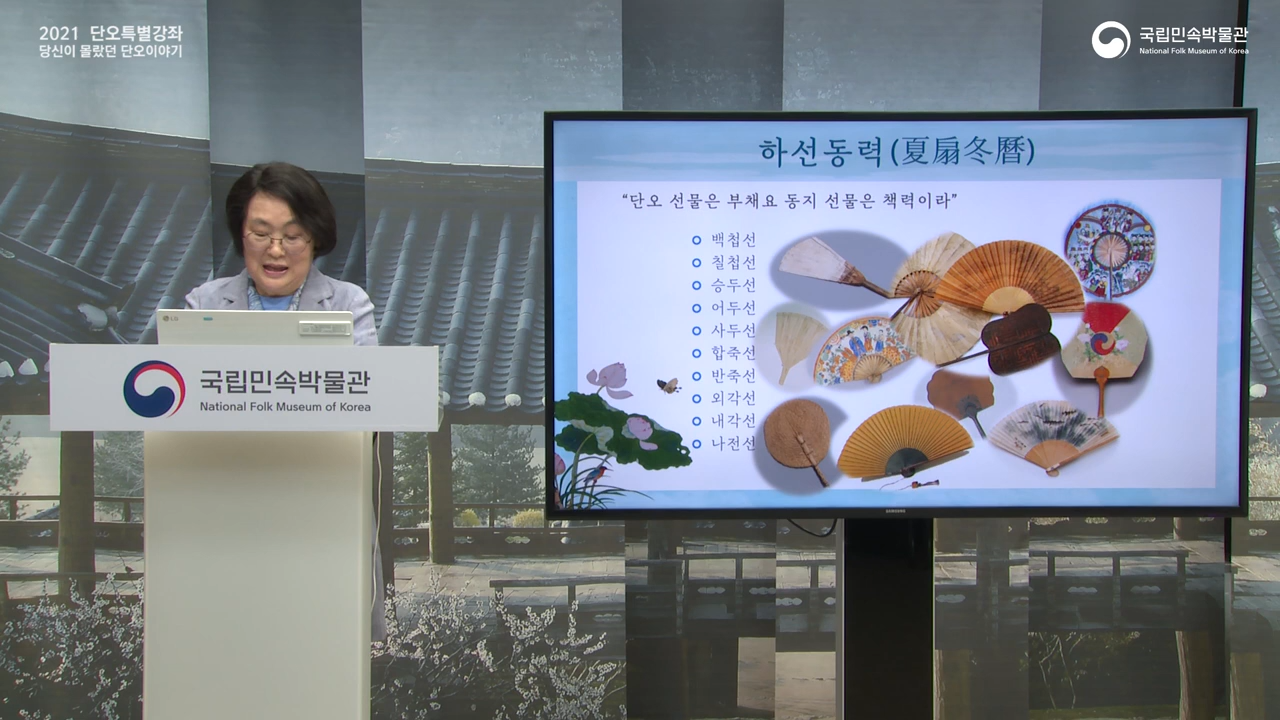 2021 단오특별강좌
당신이 몰랐던 단오이야기
국립민속박물관
National Folk Museum of Korea
하선동력(夏扇冬曆)
“단오 선물은 부채요 동지 선물은 책력이라”
백첩선
칠첩선
승두선
어두선
사두선
합죽선
반죽선
외각선
내각선
나전선
LG
국립민속박물관
National Folk Museum of Korea
SAMSUNG